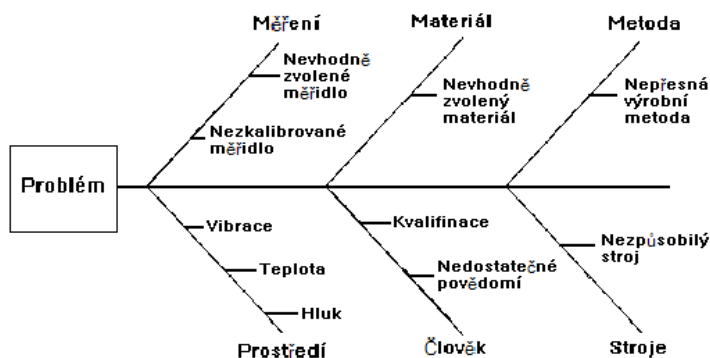 Měření
Materiál
Metoda
Nevhodně
zvolené
měřidlo
Nevhodně
zvolený
materiál
Nepřesná
výrobní
metoda
Nezkalibrované
měřidlo
Problém
Vibrace
Kvalifinace
Nezpůsobilý
stroj
Teplota
Nedostatečné
povědomí
Hluk
Prostředí
Člověk
Stroje